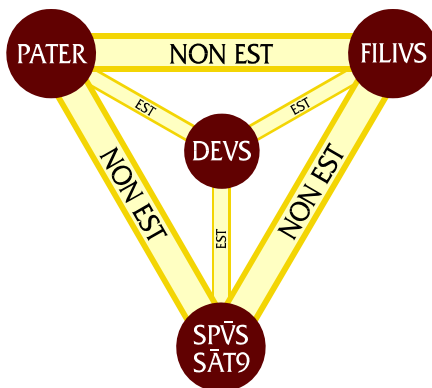 PATER
NON EST
FILIVS
EST
EST
DEVS
NON EST
NON EST
EST
SPV̄S
SĀT9